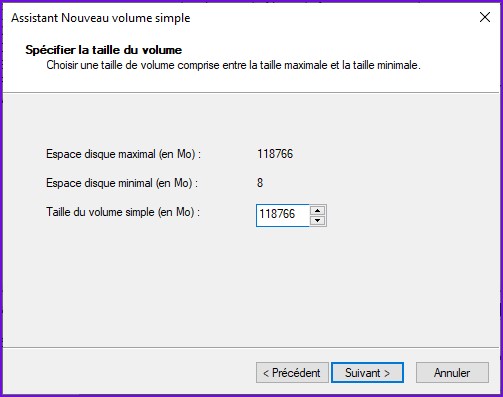 Assistant Nouveau volume simple
Spécifier la taille du volume
Choisir une taille de volume comprise entre la taille maximale et la taille minimale.
Espace disque maximal (en Mo) : 118766
Espace disque minimal (en Mo) : 8
Taille du volume simple (en Mo) : 118766
< Précédent Suivant > Annuler